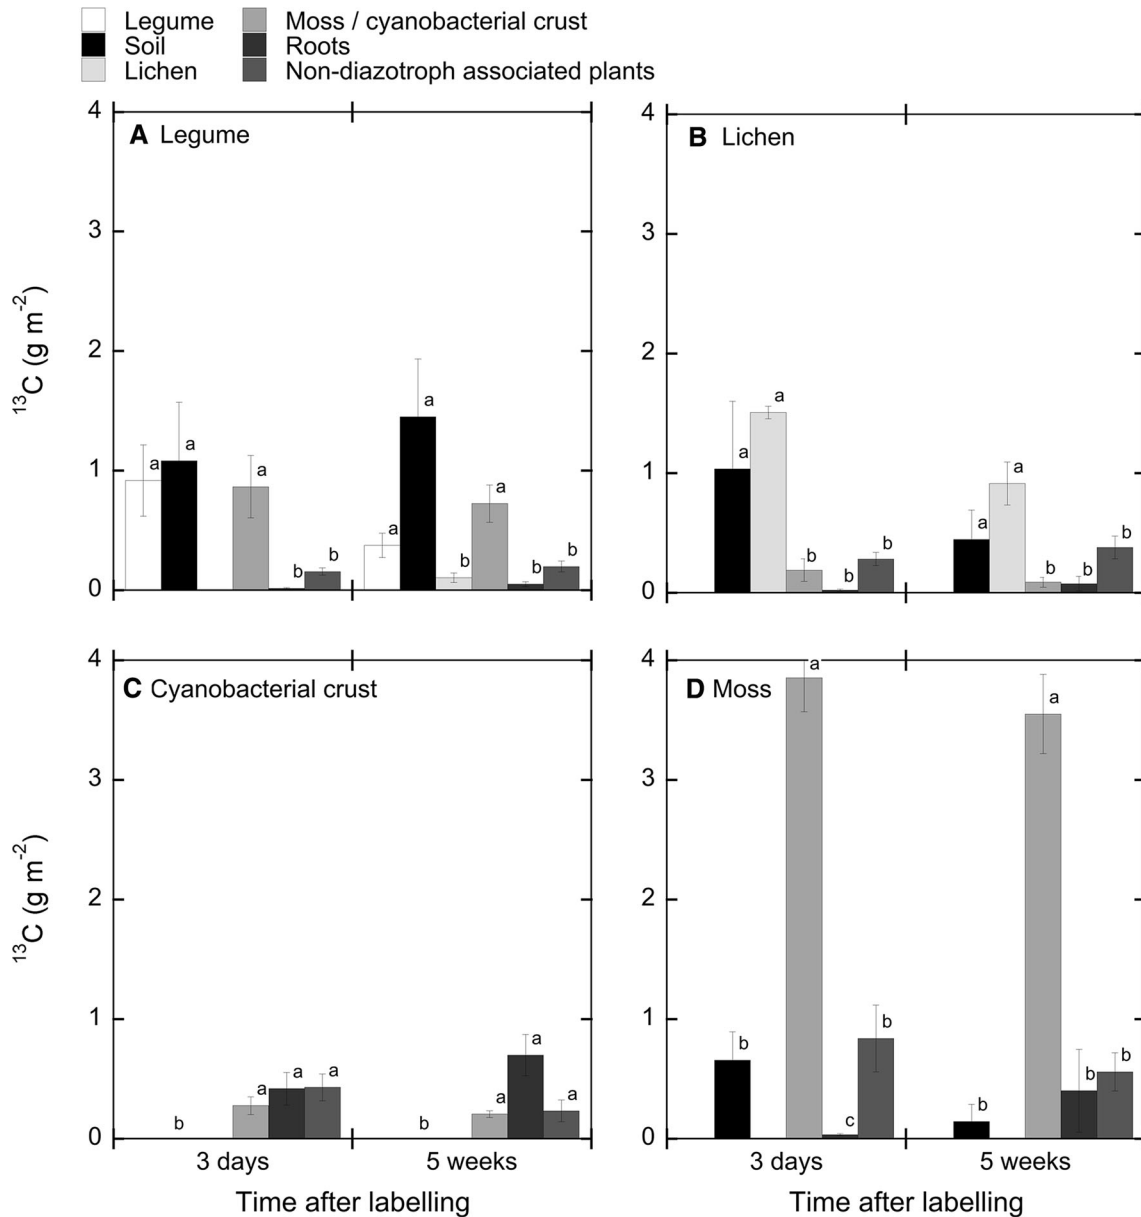 Legume
Moss / cyanobacterial crust
Soil
Roots
Lichen
Non-diazotroph associated plants
A Legume
4
3
2
1
0
¹³C (g m⁻²)
a
a
a
b
b
a
a
b
a
b
b
B Lichen
4
3
2
1
0
a
a
b
b
b
a
a
b
b
b
C Cyanobacterial crust
4
3
2
1
0
¹³C (g m⁻²)
b
a
a
a
b
a
a
a
3 days
5 weeks
Time after labelling
D Moss
4
3
2
1
0
b
a
c
b
b
a
b
b
3 days
5 weeks
Time after labelling